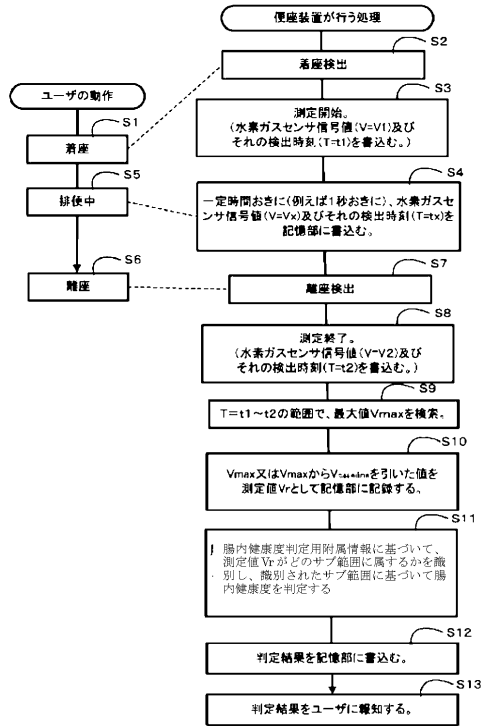 便座装置が行う処理
S2
着座検出
S3
測定開始。
(水素ガスセンサ信号値(V=V1)及び
それの検出時刻(T=t1)を書込む。)
S4
一定時間おきに(例えば1秒おきに)、水素ガスセ
ンサ信号値(V=Vx)及びそれの検出時刻(T=tx)を
記憶部に書込む。
S7
離座検出
S8
測定終了。
(水素ガスセンサ信号値(V=V2)及び
それの検出時刻(T=t2)を書込む。)
S9
T=t1~t2の範囲で、最大値Vmaxを検索。
S10
Vmax又はVmaxからVbaselineを引いた値を
測定値Vrとして記憶部に記録する。
S11
腸内健康度判定用附属情報に基づいて、
測定値Vrがどのサブ範囲に属するかを識
別し、識別されたサブ範囲に基づいて腸
内健康度を判定する
S12
判定結果を記憶部に書込む。
S13
判定結果をユーザに報知する。
ユーザの動作
S1
着座
S5
排便中
S6
離座